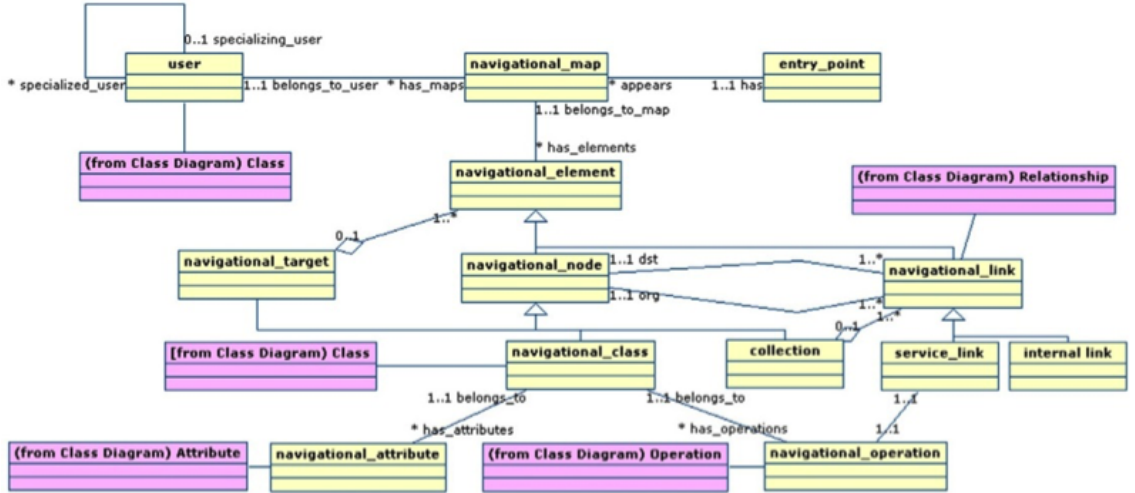 0..1 specializing_user
user
navigational_map
entry_point
* specialized_user
1..1 belongs_to_user
* has_maps
* appears
1..1 has
1..1 belongs_to_map
* has_elements
(from Class Diagram) Class
navigational_element
(from Class Diagram) Relationship
1..*
0..1
navigational_target
navigational_node
1..1 dst
1..*
navigational_link
1..1 org
1..*
1..*
0..1
[from Class Diagram) Class
navigational_class
collection
service_link
internal link
1..1 belongs_to
1..1 belongs_to
1..1
* has_attributes
* has_operations
1..1
(from Class Diagram) Attribute
navigational_attribute
(from Class Diagram) Operation
navigational_operation